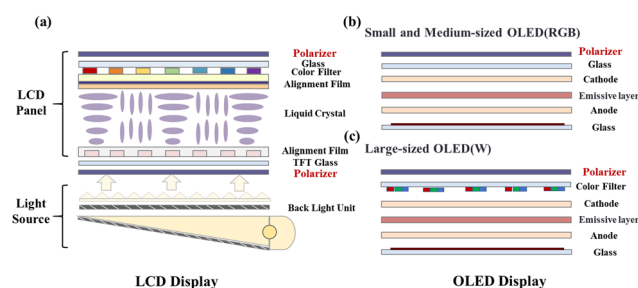 (a)
LCD
Panel
Light
Source
Polarizer
Glass
Color Filter
Alignment Film
Liquid Crystal
Alignment Film
TFT Glass
Polarizer
Back Light Unit
LCD Display
(b)
Small and Medium-sized OLED(RGB)
Polarizer
Glass
Cathode
Emissive layer
Anode
Glass
(c)
Large-sized OLED(W)
Polarizer
Color Filter
Cathode
Emissive layer
Anode
Glass
OLED Display